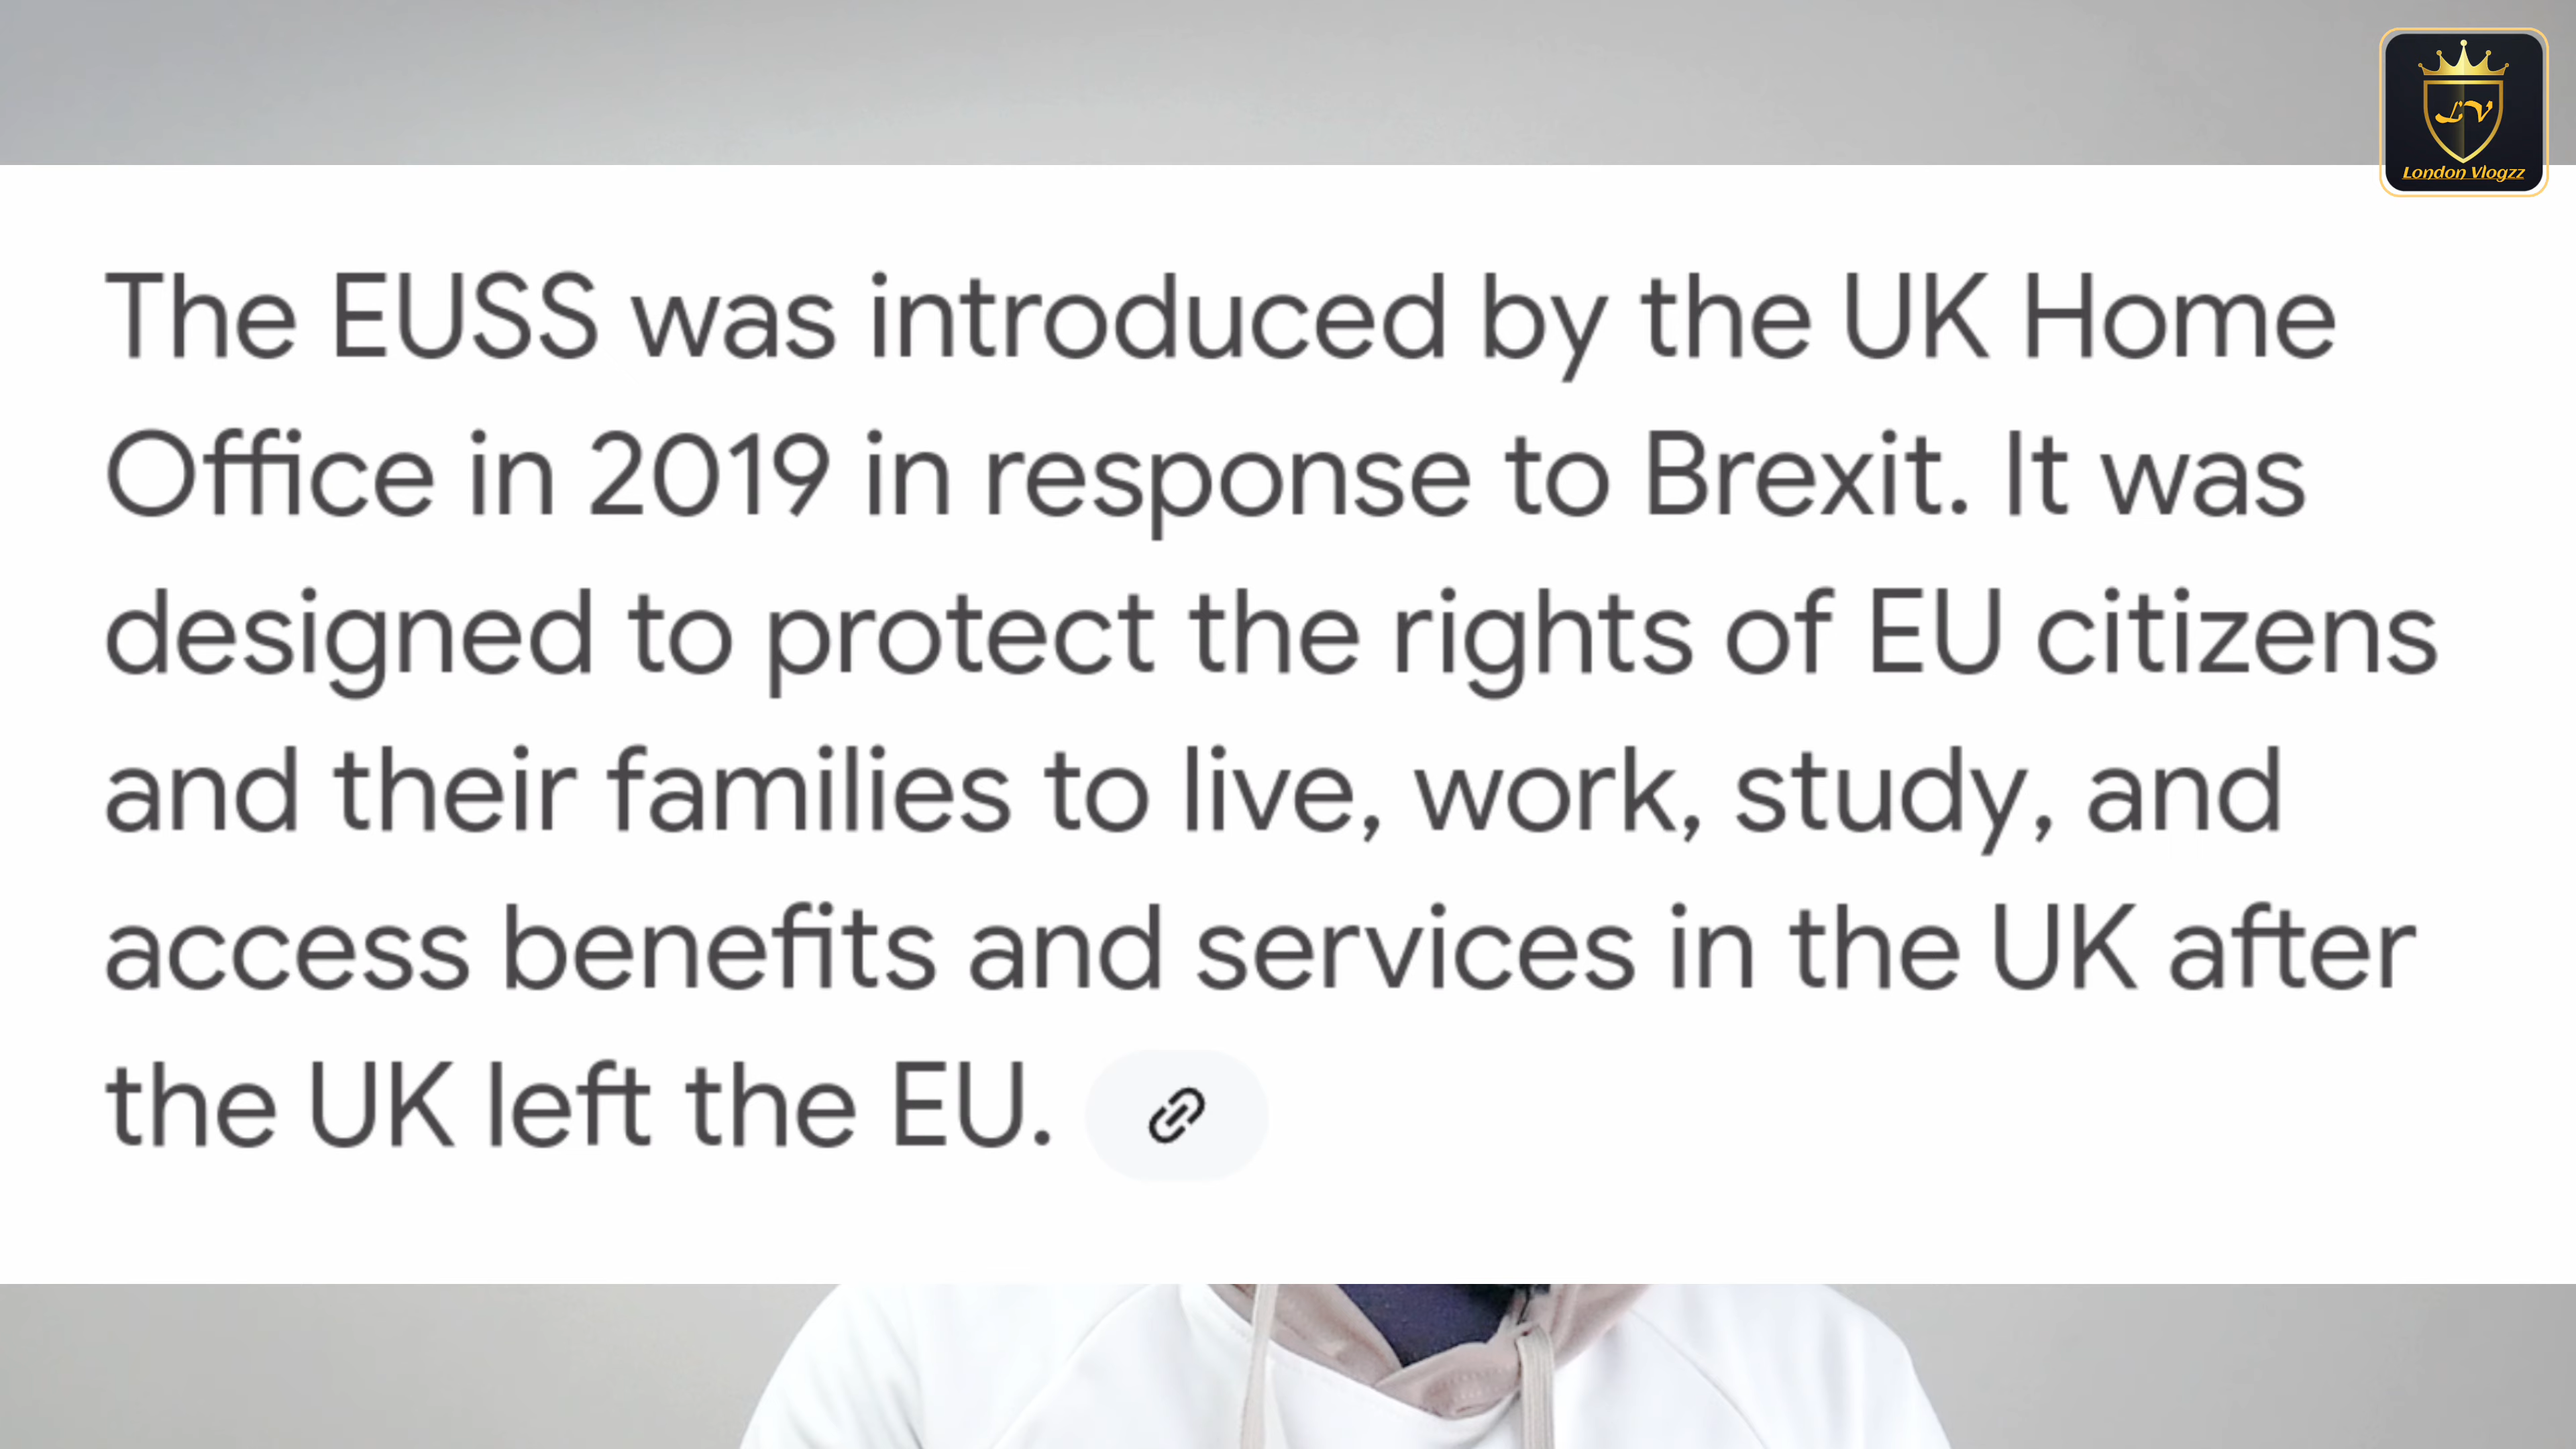 LV
London Vlogzz
The EUSS was introduced by the UK Home
Office in 2019 in response to Brexit. It was
designed to protect the rights of EU citizens
and their families to live, work, study, and
access benefits and services in the UK after
the UK left the EU.